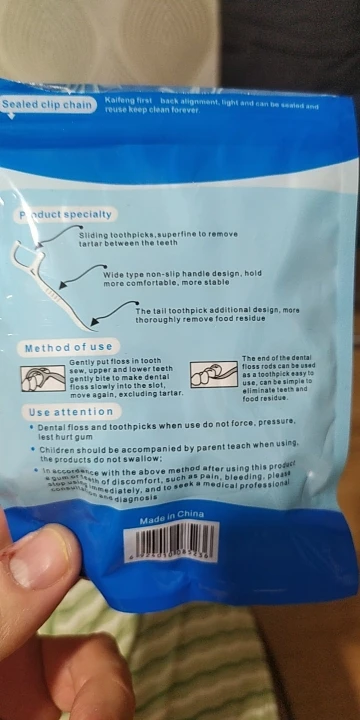 Sealed clip chain
Kaifeng first back alignment, light and can be sealed and
reuse keep clean forever.
Product specialty
Sliding toothpicks,superfine to remove
tartar between the teeth
Wide type non-slip handle design, hold
more comfortable, more stable
The tail toothpick additional design, more
thoroughly remove food residue
Method of use
Gently put floss in tooth
sew, upper and lower teeth
gently bite to make dental
floss slowly into the slot,
move again, excluding tartar.
The end of the dental
floss rods can be used
as a toothpick easy to
use, can be simple to
eliminate teeth and
food residue.
Use attention
• Dental floss and toothpicks when use do not force, pressure,
lest hurt gum
• Children should be accompanied by parent teach when using,
the products do not swallow;
• In accordance with the above method after using this product
a gum or teeth of discomfort, such as pain, bleeding, please
stop using immediately, and to seek a medical professional
consultation and diagnosis
Made in China